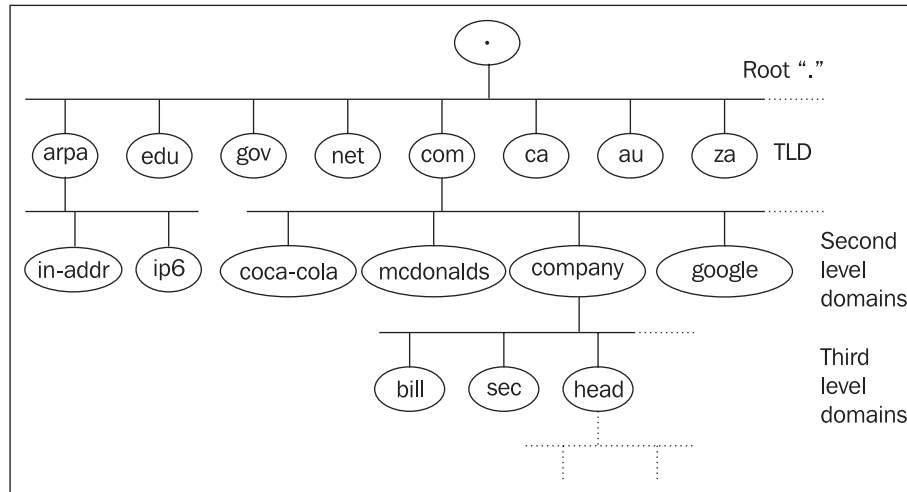 .
Root “.”
arpa edu gov net com ca au za TLD
in-addr ip6 coca-cola mcdonalds company google
Second
level
domains
bill sec head
Third
level
domains